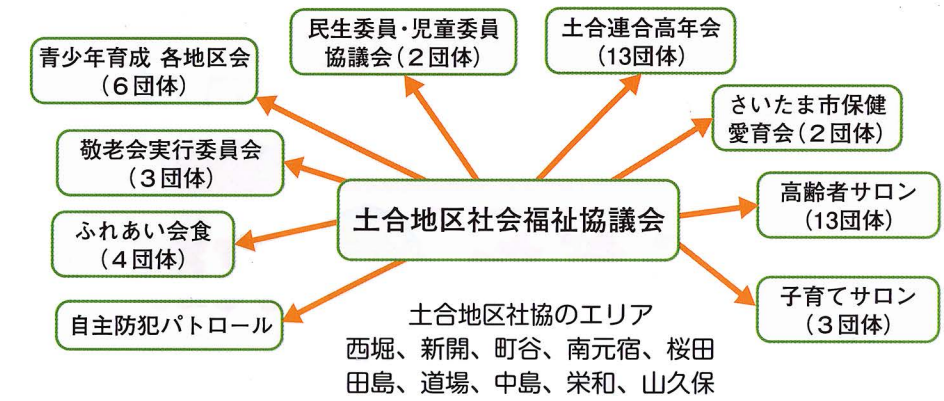 青少年育成 各地区会
（6団体）
民生委員・児童委員
協議会（2団体）
土合連合高年会
（13団体）
さいたま市保健
愛育会（2団体）
敬老会実行委員会
（3団体）
高齢者サロン
（13団体）
土合地区社会福祉協議会
ふれあい会食
（4団体）
子育てサロン
（3団体）
自主防犯パトロール
土合地区社協のエリア
西堀、新開、町谷、南元宿、桜田
田島、道場、中島、栄和、山久保